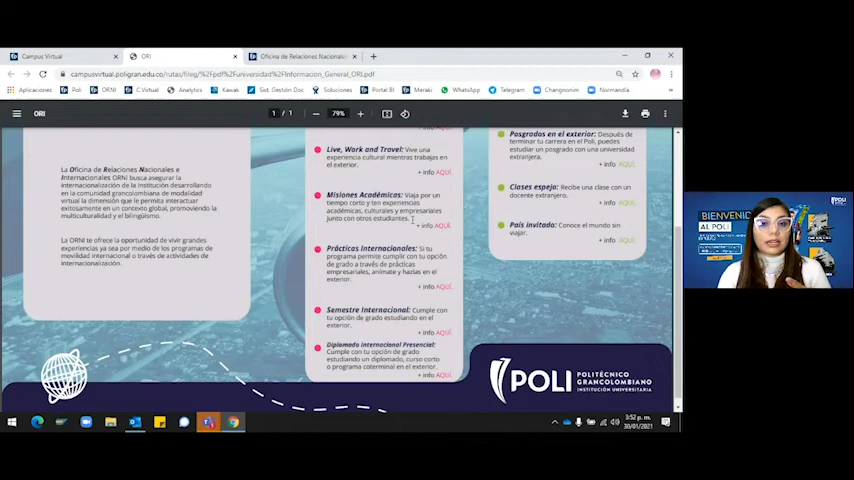 Campus Virtual
ORI
Oficina de Relaciones Nacionales
campusvirtual.poligran.edu.co/rutas/fileg/%2Fpdf%2Funiversidad%2Finformacion_General_ORI.pdf
Aplicaciones Poli ORNI C.Virtual Analytics Kawak Sist. Gestión Doc Soluciones Portal BI Meraki WhatsApp Telegram Changnonim Normandía
ORI
1 / 1
79%
La Oficina de Relaciones Nacionales e
Internacionales ORNI busca asegurar la
internacionalización de la institución desarrollando
en la comunidad grancolombiana de modalidad
virtual la dimensión que le permita interactuar
exitosamente en un contexto global, promoviendo la
multiculturalidad y el bilingüismo.
La ORNI te ofrece la oportunidad de vivir grandes
experiencias ya sea por medio de los programas de
movilidad internacional o través de actividades de
internacionalización.
+ info AQUÍ.
Live, Work and Travel: Vive una
experiencia cultural mientras trabajas en
el exterior.
+ info AQUÍ.
Misiones Académicas: Viaja por un
tiempo corto y ten experiencias
académicas, culturales y empresariales
junto con otros estudiantes.
+ info AQUÍ.
Prácticas Internacionales: Si tu
programa permite cumplir con tu opción
de grado a través de prácticas
empresariales, anímate y hazlas en el
exterior.
+ info AQUÍ.
Semestre Internacional: Cumple con
tu opción de grado estudiando en el
exterior.
+ info AQUÍ.
Diplomado Internacional Presencial:
Cumple con tu opción de grado
estudiando un diplomado, curso corto
o programa coterminal en el exterior.
+ info AQUÍ.
Posgrados en el exterior: Después de
terminar tu carrera en el Poli, puedes
estudiar un posgrado con una universidad
extranjera.
+ info AQUÍ.
Clases espejo: Recibe una clase con un
docente extranjero.
+ info AQUÍ.
País invitado: Conoce el mundo sin
viajar.
+ info AQUÍ.
POLI
POLITÉCNICO
GRANCOLOMBIANO
INSTITUCIÓN UNIVERSITARIA
3:52 p. m.
30/01/2021
BIENVENID
AL POLI
POLI